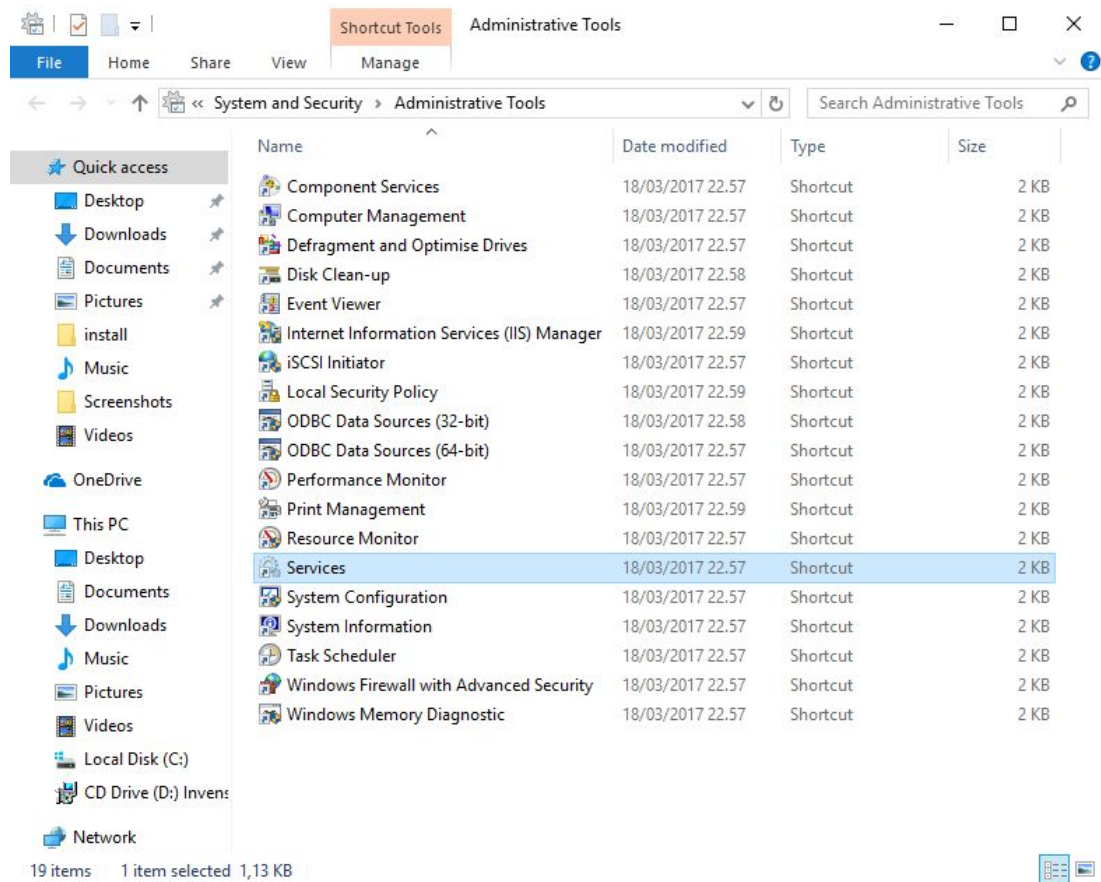 Shortcut Tools Administrative Tools
File Home Share View Manage
« System and Security › Administrative Tools Search Administrative Tools
Name Date modified Type Size
Quick access
Desktop
Downloads
Documents
Pictures
install
Music
Screenshots
Videos
OneDrive
This PC
Desktop
Documents
Downloads
Music
Pictures
Videos
Local Disk (C:)
CD Drive (D:) Invens
Network
Component Services 18/03/2017 22.57 Shortcut 2 KB
Computer Management 18/03/2017 22.57 Shortcut 2 KB
Defragment and Optimise Drives 18/03/2017 22.57 Shortcut 2 KB
Disk Clean-up 18/03/2017 22.58 Shortcut 2 KB
Event Viewer 18/03/2017 22.57 Shortcut 2 KB
Internet Information Services (IIS) Manager 18/03/2017 22.59 Shortcut 2 KB
iSCSI Initiator 18/03/2017 22.57 Shortcut 2 KB
Local Security Policy 18/03/2017 22.59 Shortcut 2 KB
ODBC Data Sources (32-bit) 18/03/2017 22.58 Shortcut 2 KB
ODBC Data Sources (64-bit) 18/03/2017 22.57 Shortcut 2 KB
Performance Monitor 18/03/2017 22.57 Shortcut 2 KB
Print Management 18/03/2017 22.59 Shortcut 2 KB
Resource Monitor 18/03/2017 22.57 Shortcut 2 KB
Services 18/03/2017 22.57 Shortcut 2 KB
System Configuration 18/03/2017 22.57 Shortcut 2 KB
System Information 18/03/2017 22.57 Shortcut 2 KB
Task Scheduler 18/03/2017 22.57 Shortcut 2 KB
Windows Firewall with Advanced Security 18/03/2017 22.57 Shortcut 2 KB
Windows Memory Diagnostic 18/03/2017 22.57 Shortcut 2 KB
19 items 1 item selected 1,13 KB